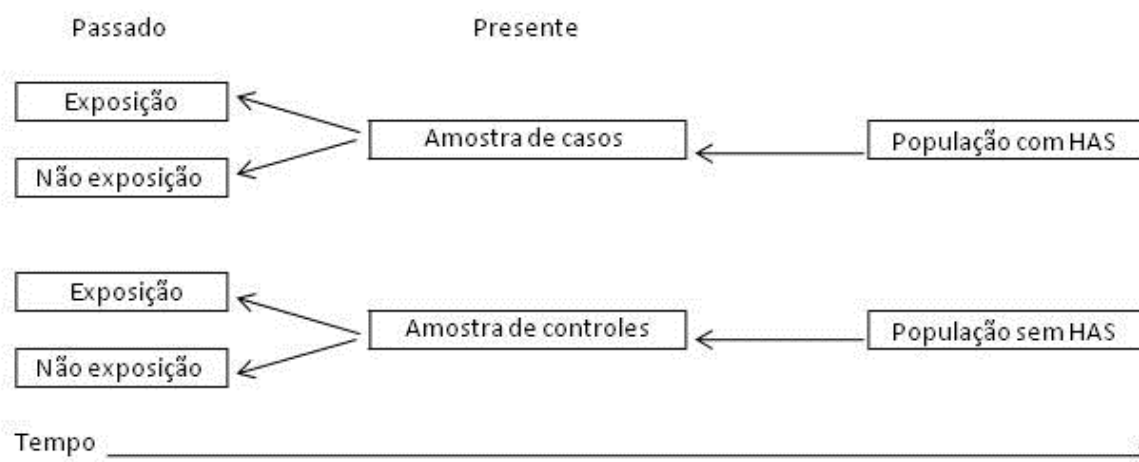 Passado
Presente
Exposição
Amostra de casos
População com HAS
Não exposição
Exposição
Amostra de controles
População sem HAS
Não exposição
Tempo